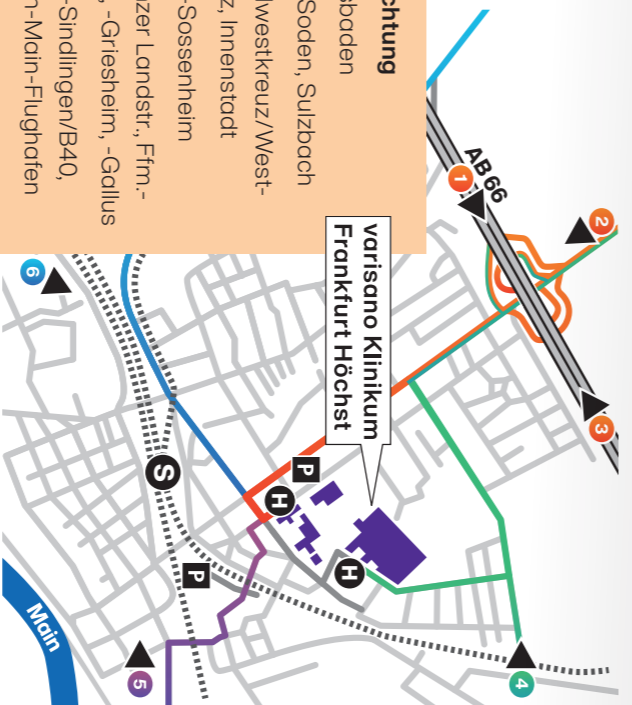 2
3
4
AB 66
1
varisano Klinikum
Frankfurt Höchst
H
P
H
P
S
5
6
Main
chtung
sbaden
Soden, Sulzbach
lwestkreuz/West-
z, Innenstadt
-Sossenheim
zer Landstr., Ffm.-
, -Griesheim, -Gallus
-Sindlingen/B40,
n-Main-Flughafen